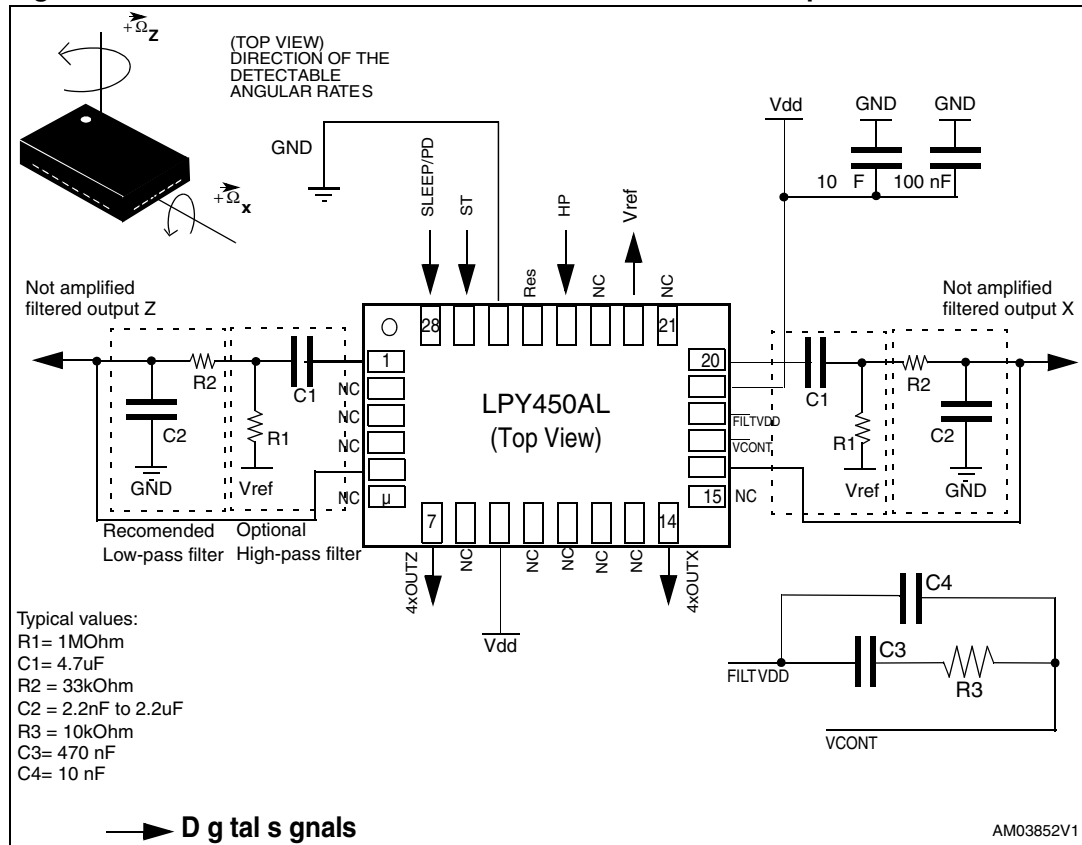 +Ω Z
(TOP VIEW)
DIRECTION OF THE
DETECTABLE
ANGULAR RATES
+Ω x
GND
SLEEP/PD
ST
Res
HP
NC
Vref
NC
Vdd
GND
GND
10 F
100 nF
Not amplified
filtered output Z
Not amplified
filtered output X
28
21
1
20
R2
C1
C2
R1
GND
Vref
NC
NC
NC
NC
µ
LPY450AL
(Top View)
FILTVDD
VCONT
15
NC
C1
R2
R1
C2
Vref
GND
Recomended
Low-pass filter
Optional
High-pass filter
7
14
4xOUTZ
NC
Vdd
NC
NC
NC
NC
4xOUTX
Typical values:
R1= 1MOhm
C1= 4.7uF
R2 = 33kOhm
C2 = 2.2nF to 2.2uF
R3 = 10kOhm
C3= 470 nF
C4= 10 nF
C4
C3
R3
FILTVDD
VCONT
D g tal s gnals
AM03852V1